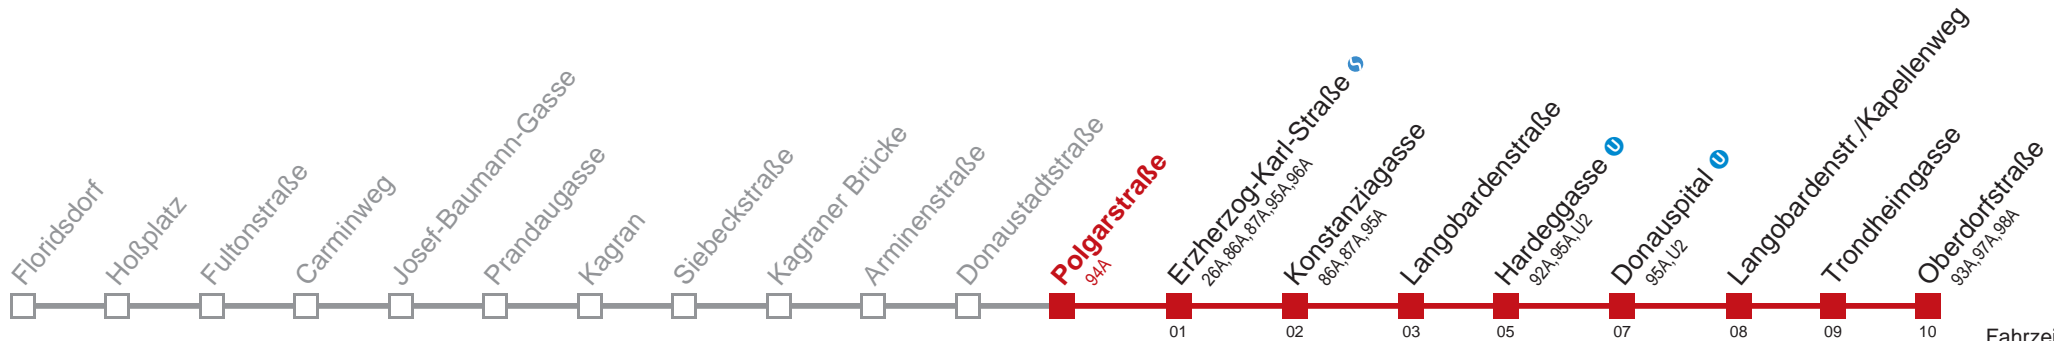 Floridsdorf
Hoßplatz
Fultonstraße
Carminweg
Josef-Baumann-Gasse
Prandaugasse
Kagran
Siebeckstraße
Kagraner Brücke
Arminenstraße
Donaustadtstraße
Polgarstraße
94A
Erzherzog-Karl-Straße S
26A,86A,87A,95A,96A
Konstanziagasse
86A,87A,95A
Langobardenstraße
Hardeggasse U
92A,95A,U2
Donauspital U
95A,U2
Langobardenstr./Kapellenweg
Trondheimgasse
Oberdorfstraße
93A,97A,98A
01 02 03 05 07 08 09 10
Fahrzei